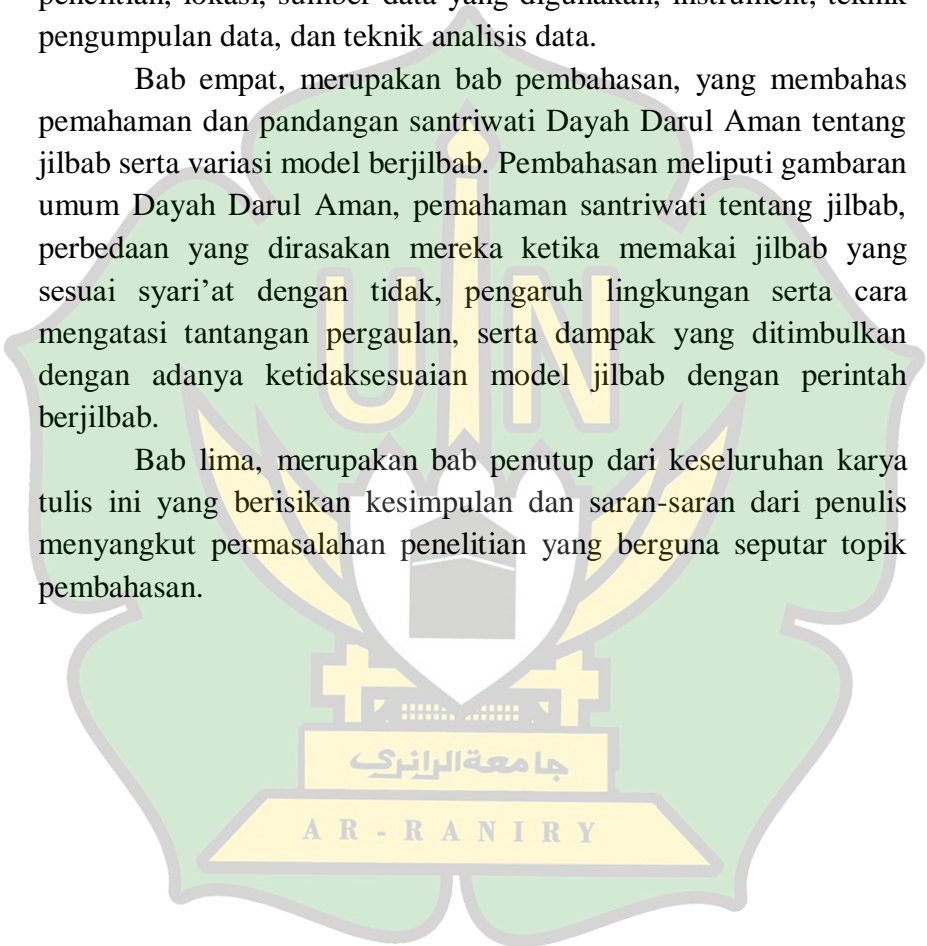 penelitian, lokasi, sumber data yang digunakan, instrument, teknik
pengumpulan data, dan teknik analisis data.
Bab empat, merupakan bab pembahasan, yang membahas
pemahaman dan pandangan santriwati Dayah Darul Aman tentang
jilbab serta variasi model berjilbab. Pembahasan meliputi gambaran
umum Dayah Darul Aman, pemahaman santriwati tentang jilbab,
perbedaan yang dirasakan mereka ketika memakai jilbab yang
sesuai syari’at dengan tidak, pengaruh lingkungan serta cara
mengatasi tantangan pergaulan, serta dampak yang ditimbulkan
dengan adanya ketidaksesuaian model jilbab dengan perintah
berjilbab.
Bab lima, merupakan bab penutup dari keseluruhan karya
tulis ini yang berisikan kesimpulan dan saran-saran dari penulis
menyangkut permasalahan penelitian yang berguna seputar topik
pembahasan.
UIN
جامعة الرانري
AR-RANIRY